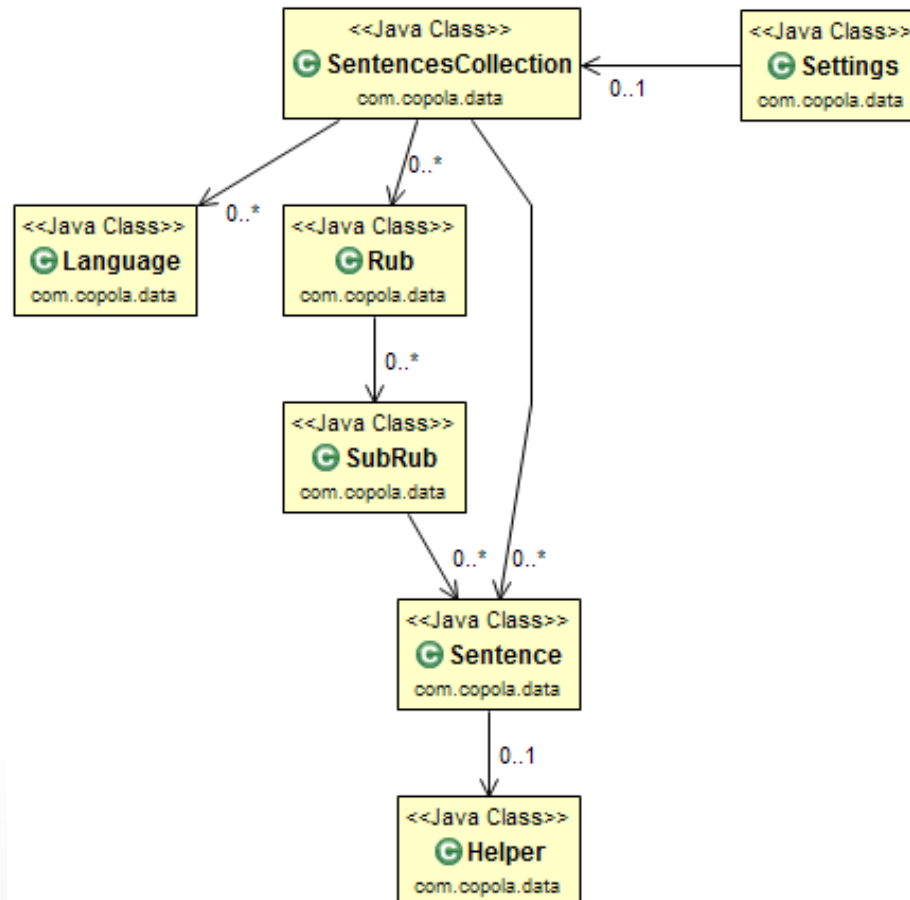 <<Java Class>>
C SentencesCollection
com.copola.data
<<Java Class>>
C Settings
com.copola.data
0..1
0..*
0..*
<<Java Class>>
C Language
com.copola.data
<<Java Class>>
C Rub
com.copola.data
0..*
<<Java Class>>
C SubRub
com.copola.data
0..*
0..*
<<Java Class>>
C Sentence
com.copola.data
0..1
<<Java Class>>
C Helper
com.copola.data